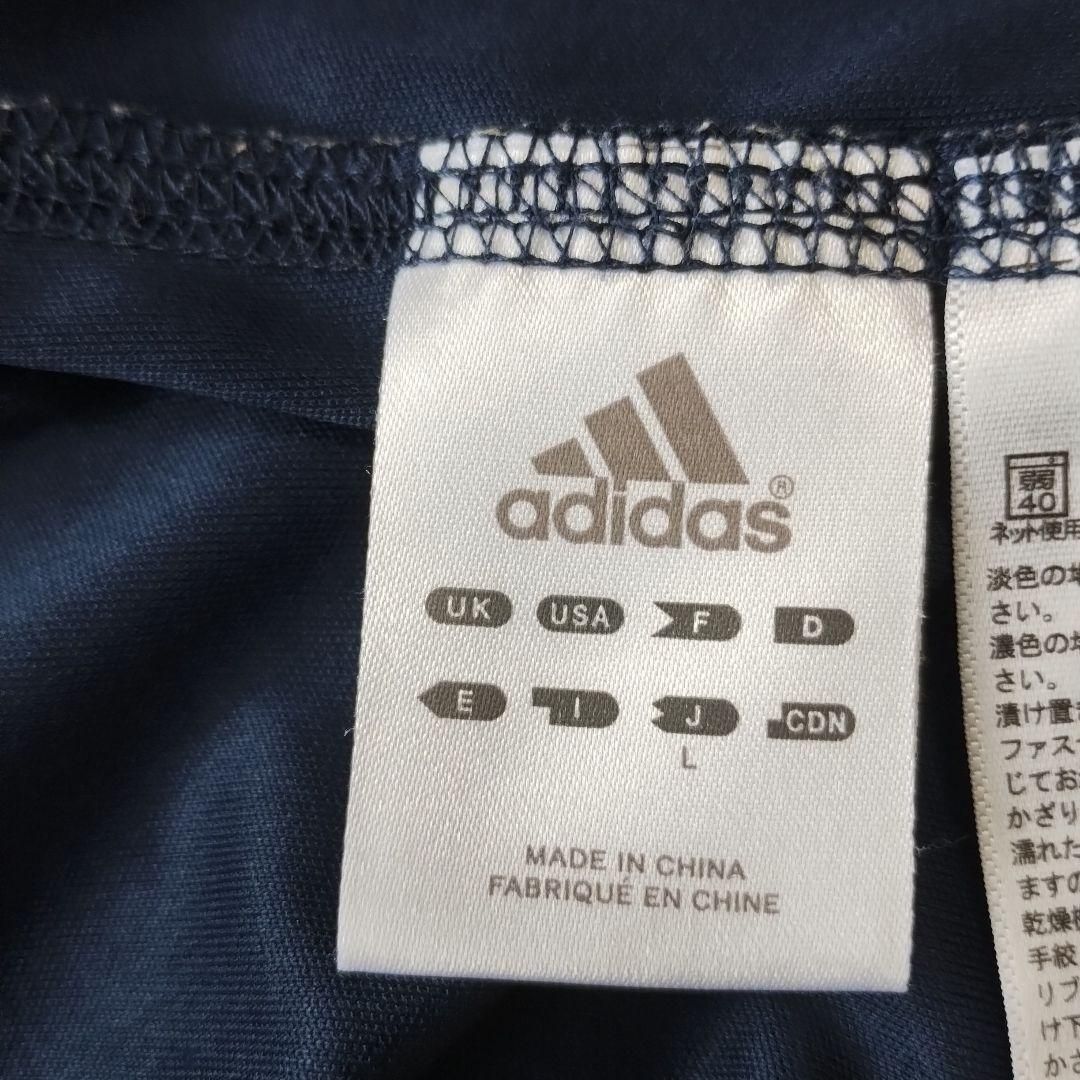 adidas®
UK USA F D
E I J CDN
L
MADE IN CHINA
FABRIQUÉ EN CHINE
弱
40
ネット使用
淡色の
さい。
濃色の
さい。
漬け置
ファス
じてお
かざり
濡れた
ますの
乾燥
手絞
リブ
け下
かざ